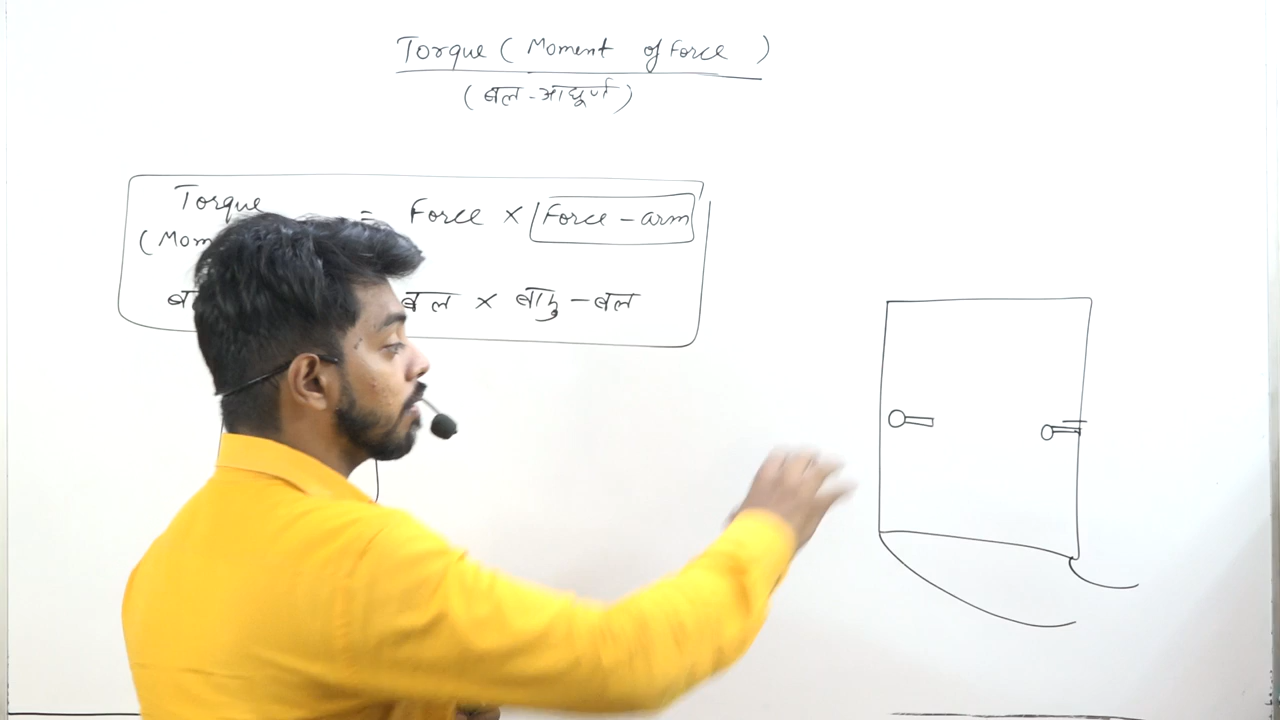 Torque ( Moment of Force )
( बल - आघूर्ण )
Torque
= Force × Force - arm
( Mom
बल × बाहु - बल